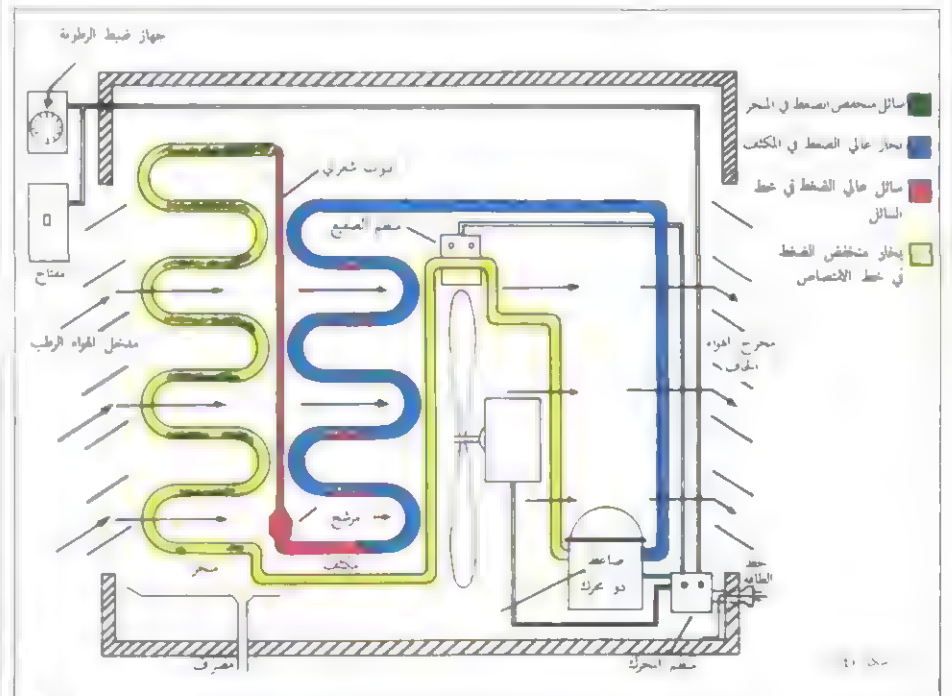 جهاز ضبط الرطوبة
سائل منخفض الضغط في المبخر
بخار عالي الضغط في المكثف
سائل عالي الضغط في خط
السائل
بخار منخفض الضغط
في خط الامتصاص
انبوب شعري
منظم الصقيع
مفتاح
مدخل الهواء الرطب
مخرج الهواء
الجاف
مرشح
مكثف
مبخر
ضاغط
ذو محرك
خط
الطاقة
مصرف
منظم المحرك